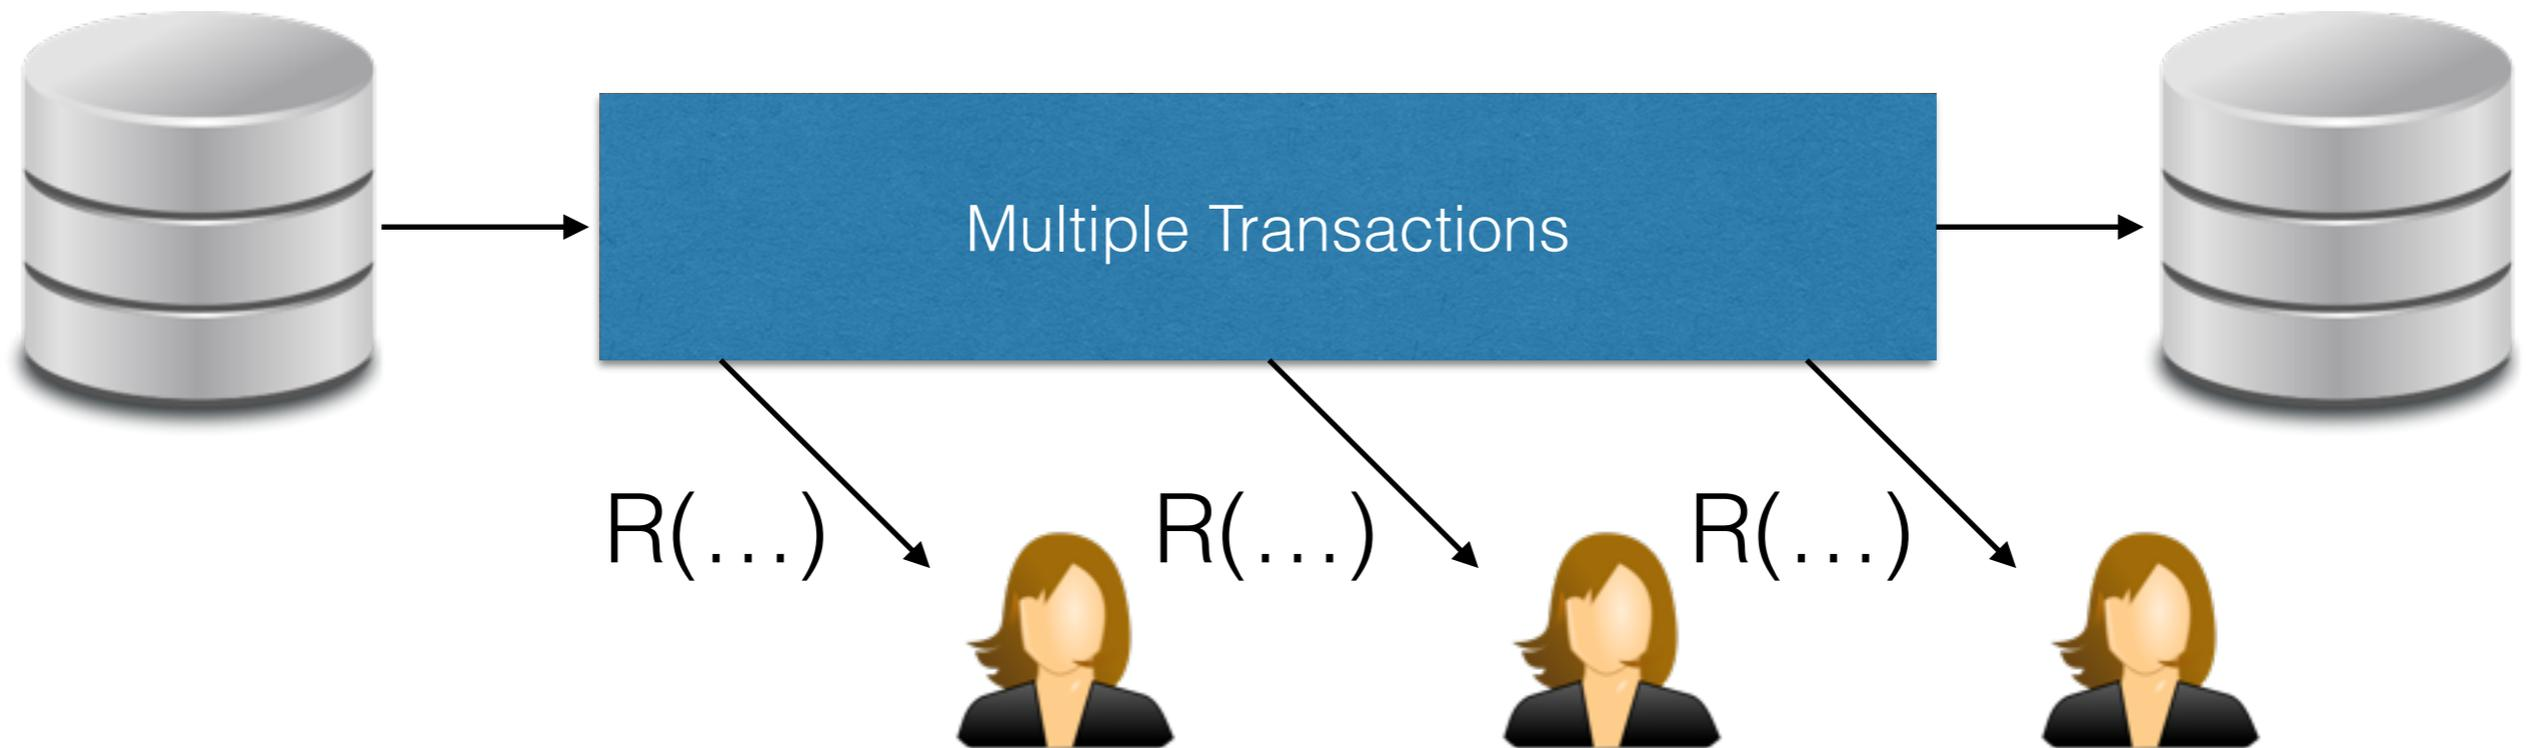 Multiple Transactions
R(…) R(…) R(…)